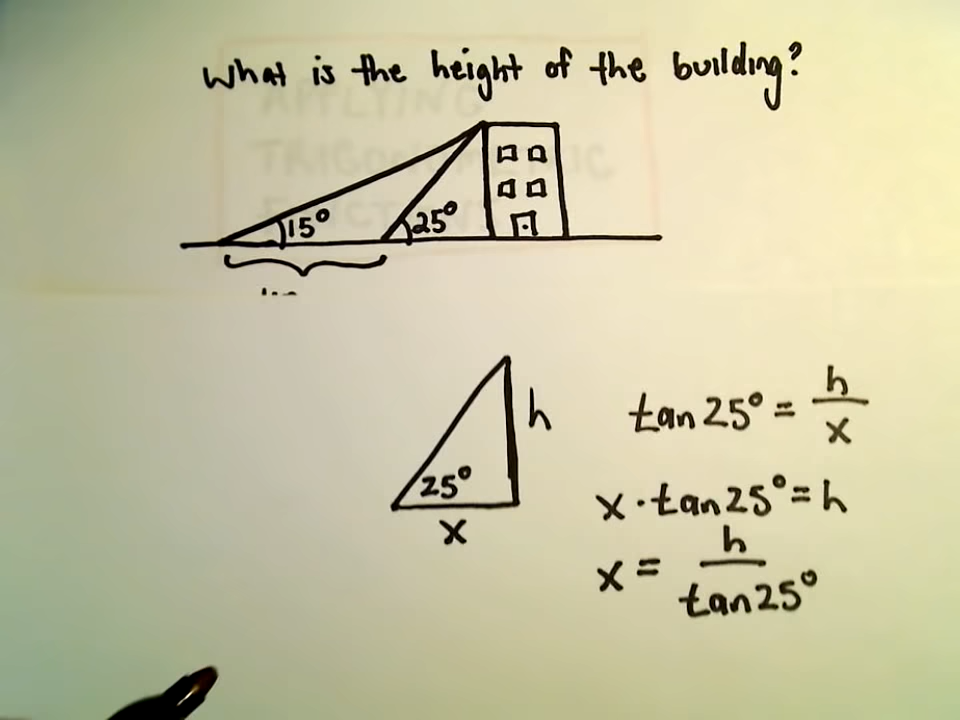 What is the height of the building?
15° 25°
h
25°
x
tan 25° = h/x
x · tan 25° = h
x = h/tan 25°